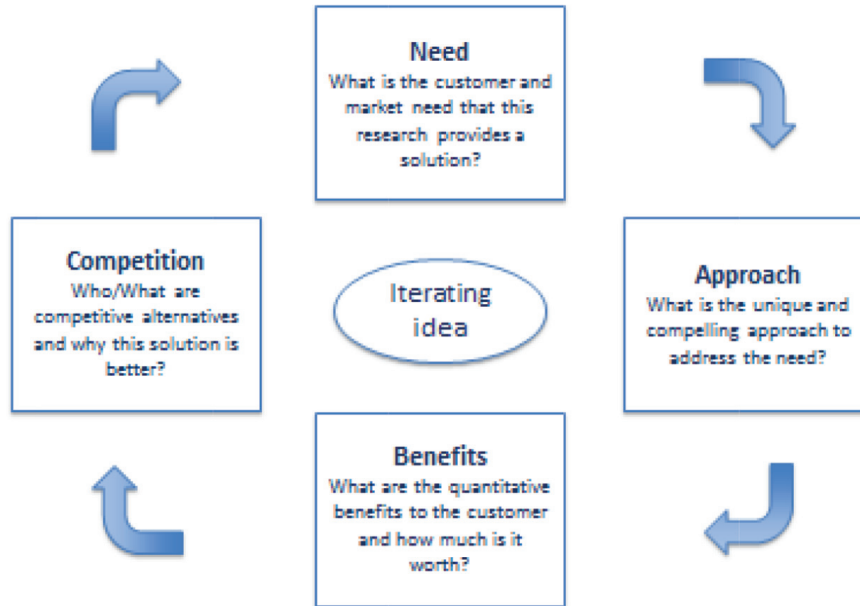 Need
What is the customer and
market need that this
research provides a
solution?
Competition
Who/What are
competitive alternatives
and why this solution is
better?
Iterating
idea
Approach
What is the unique and
compelling approach to
address the need?
Benefits
What are the quantitative
benefits to the customer
and how much is it
worth?